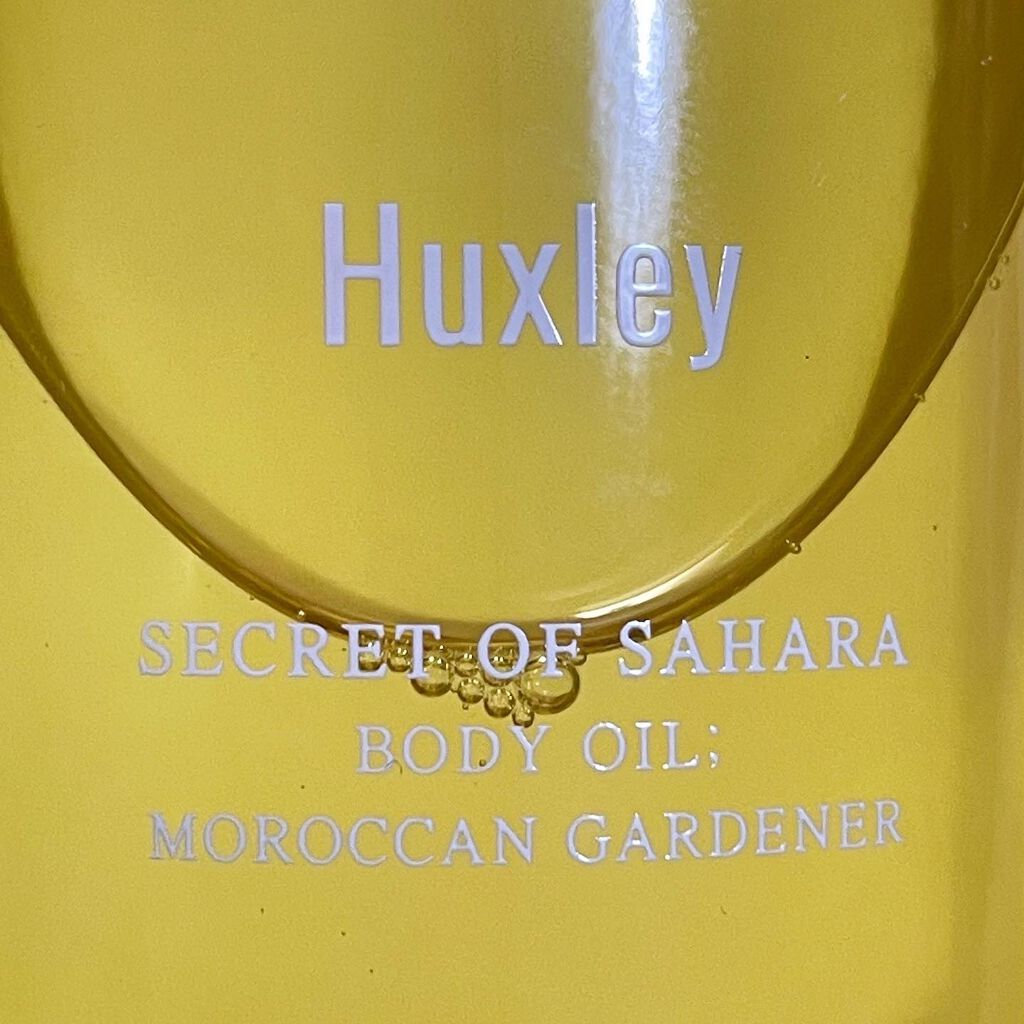 Huxley
SECRET OF SAHARA
BODY OIL;
MOROCCAN GARDENER